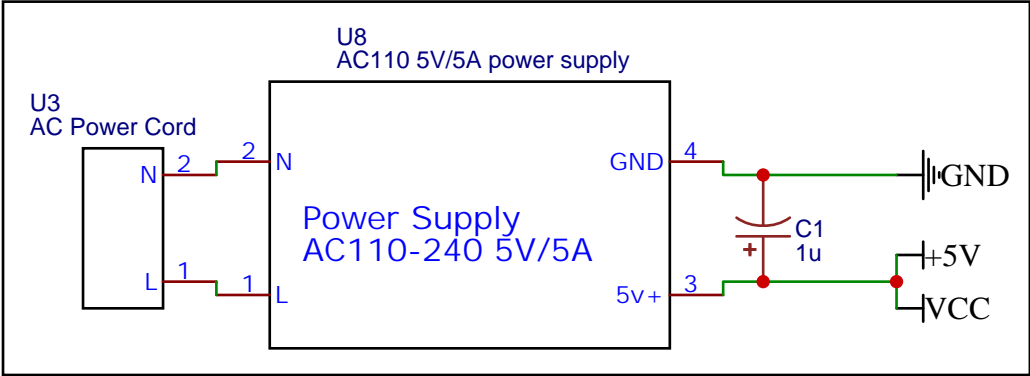 U8
AC110 5V/5A power supply
U3
AC Power Cord
N 2
2 N
GND 4
GND
Power Supply
AC110-240 5V/5A
C1
1u
+
+5V
L 1
1 L
5v+ 3
VCC